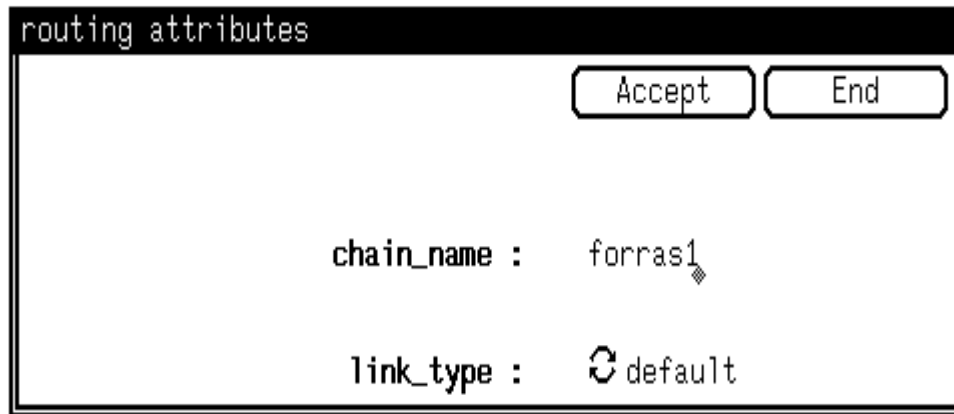 routing attributes
Accept End
chain_name : forras1
link_type : default